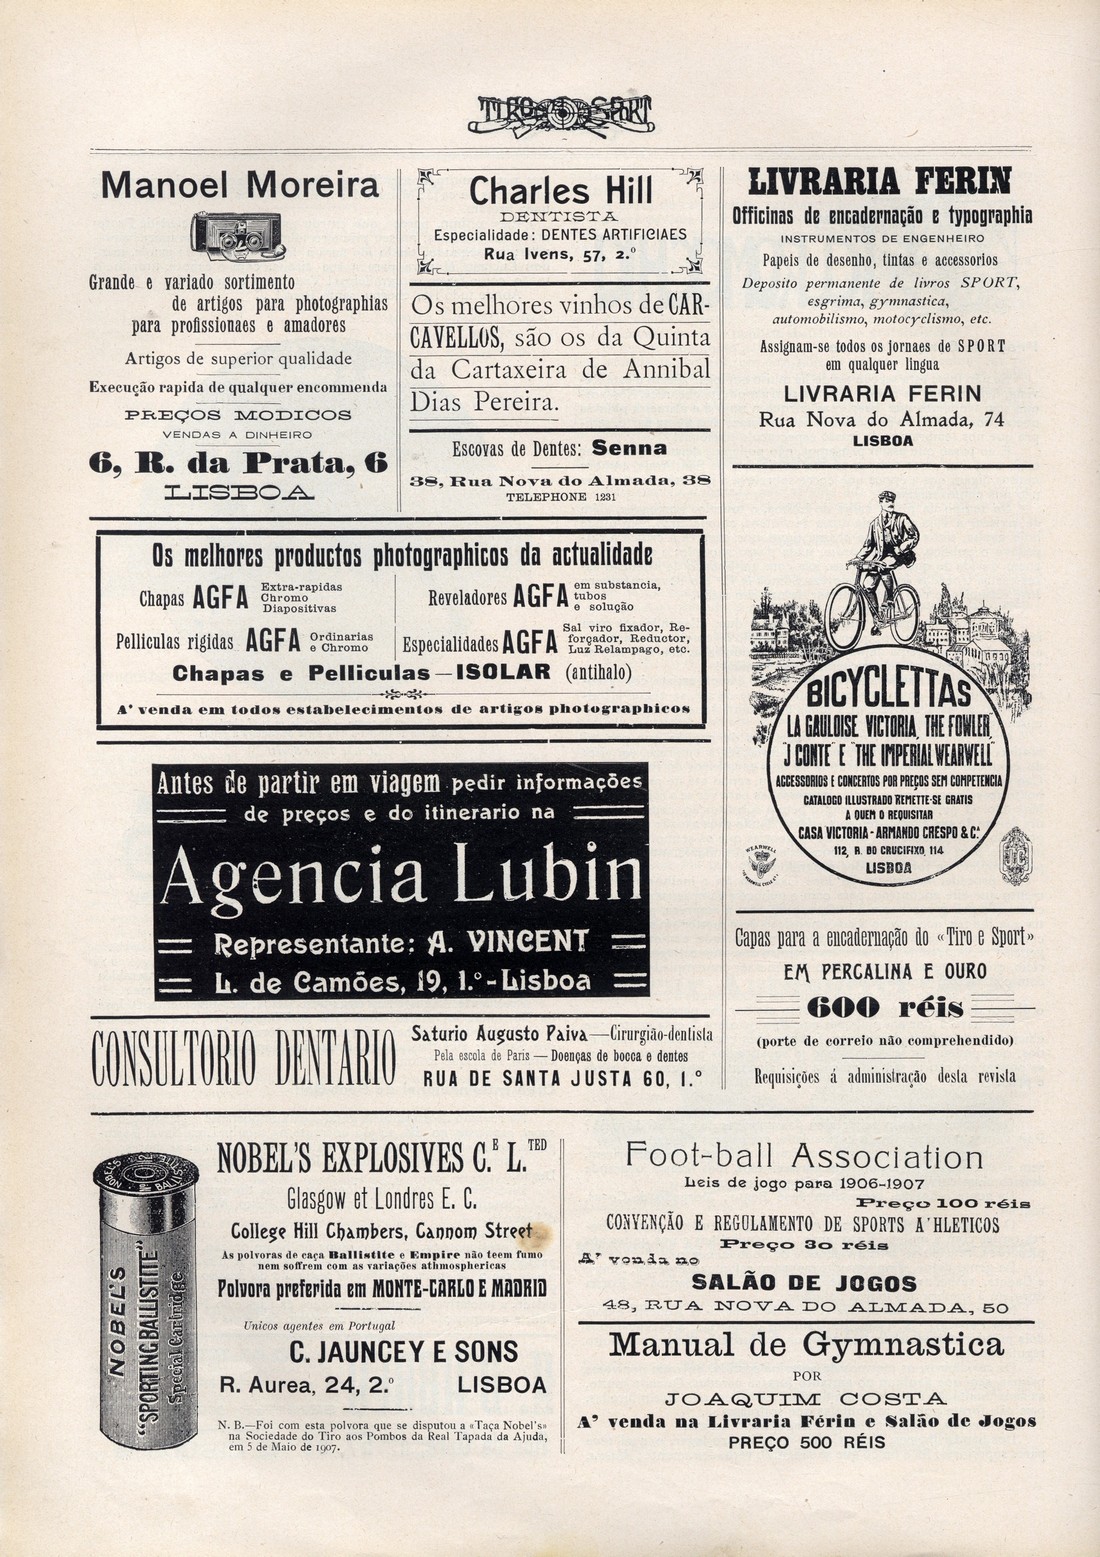 TIRO E SPORT
Manoel Moreira
Grande e variado sortimento
de artigos para photographias
para profissionaes e amadores
Artigos de superior qualidade
Execução rapida de qualquer encommenda
PREÇOS MODICOS
VENDAS A DINHEIRO
6, R. da Prata, 6
LISBOA
Charles Hill
DENTISTA
Especialidade: DENTES ARTIFICIAES
Rua Ivens, 57, 2.º
Os melhores vinhos de CAR-
CAVELLOS, são os da Quinta
da Cartaxeira de Annibal
Dias Pereira.
Escovas de Dentes: Senna
38, Rua Nova do Almada, 38
TELEPHONE 1231
LIVRARIA FERIN
Officinas de encadernação e typographia
INSTRUMENTOS DE ENGENHEIRO
Papeis de desenho, tintas e accessorios
Deposito permanente de livros SPORT,
esgrima, gymnastica,
automobilismo, motocyclismo, etc.
Assignam-se todos os jornaes de SPORT
em qualquer lingua
LIVRARIA FERIN
Rua Nova do Almada, 74
LISBOA
Os melhores productos photographicos da actualidade
Chapas AGFA Extra-rapidas
Chromo
Diapositivas
Reveladores AGFA em substancia,
tubos
e solução
Pelliculas rigidas AGFA Ordinarias
e Chromo
Especialidades AGFA Sal viro fixador, Re-
forçador, Reductor,
Luz Relampago, etc.
Chapas e Pelliculas—ISOLAR (antihalo)
A' venda em todos estabelecimentos de artigos photographicos
BICYCLETTAS
LA GAULOISE VICTORIA, THE FOWLER,
J CONTE E THE IMPERIAL WEARWELL
ACCESSORIOS E CONCERTOS POR PREÇOS SEM COMPETENCIA
CATALOGO ILLUSTRADO REMETTE-SE GRATIS
A QUEM O REQUISITAR
CASA VICTORIA - ARMANDO CRESPO & C.ª
112, R. DO CRUCIFIXO, 114
LISBOA
WEARWELL
Antes de partir em viagem pedir informações
de preços e do itinerario na
Agencia Lubin
Representante: A. VINCENT
L. de Camões, 19, 1.º-Lisboa
Capas para a encadernação do «Tiro e Sport»
EM PERCALINA E OURO
600 réis
(porte de correio não comprehendido)
Requisições á administração desta revista
CONSULTORIO DENTARIO
Saturio Augusto Paiva—Cirurgião-dentista
Pela escola de Paris — Doenças de bocca e dentes
RUA DE SANTA JUSTA 60, 1.º
NOBEL'S BALLISTITE
NOBEL'S
"SPORTING BALLISTITE"
Special Cartridge
NOBEL'S EXPLOSIVES C.E L.TED
Glasgow et Londres E. C.
College Hill Chambers, Cannom Street
As polvoras de caça Ballistite e Empire não teem fumo
nem soffrem com as variações athmosphericas
Polvora preferida em MONTE-CARLO E MADRID
Unicos agentes em Portugal
C. JAUNCEY E SONS
R. Aurea, 24, 2.º LISBOA
N. B.—Foi com esta polvora que se disputou a «Taça Nobel's»
na Sociedade do Tiro aos Pombos da Real Tapada da Ajuda,
em 5 de Maio de 1907.
Foot-ball Association
Leis de jogo para 1906-1907
Preço 100 réis
CONVENÇÃO E REGULAMENTO DE SPORTS A'HLETICOS
Preço 30 réis
A' venda no
SALÃO DE JOGOS
48, RUA NOVA DO ALMADA, 50
Manual de Gymnastica
POR
JOAQUIM COSTA
A' venda na Livraria Férin e Salão de Jogos
PREÇO 500 RÉIS